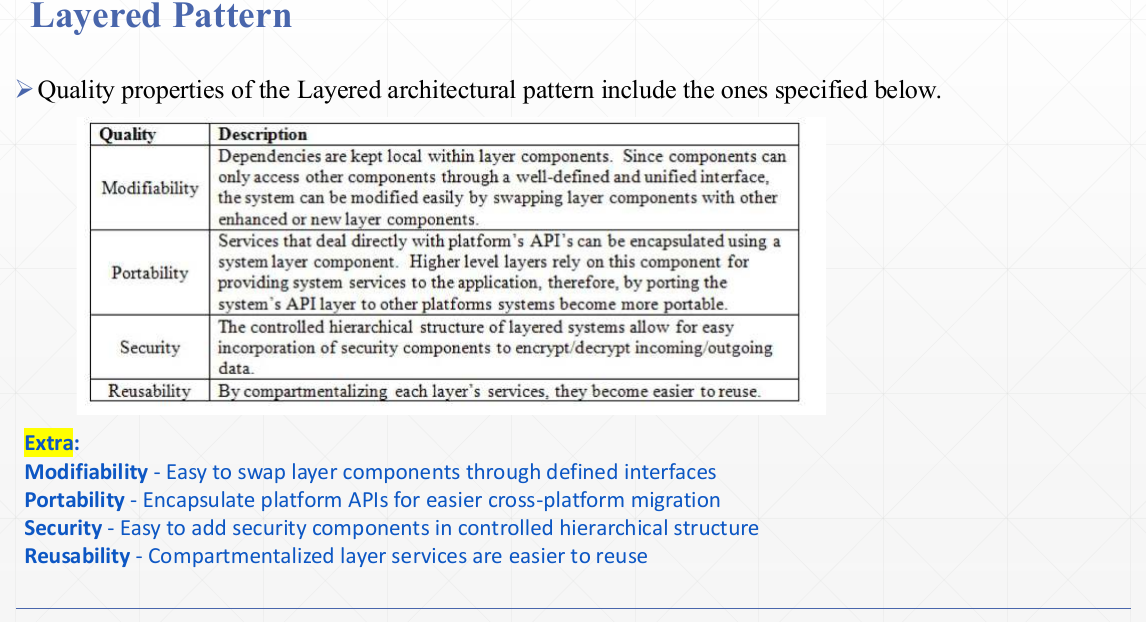 Layered Pattern
➢ Quality properties of the Layered architectural pattern include the ones specified below.
Quality Description
Modifiability
Dependencies are kept local within layer components. Since components can
only access other components through a well-defined and unified interface,
the system can be modified easily by swapping layer components with other
enhanced or new layer components.
Portability
Services that deal directly with platform's API's can be encapsulated using a
system layer component. Higher level layers rely on this component for
providing system services to the application, therefore, by porting the
system's API layer to other platforms systems become more portable.
Security
The controlled hierarchical structure of layered systems allow for easy
incorporation of security components to encrypt/decrypt incoming/outgoing
data.
Reusability By compartmentalizing each layer's services, they become easier to reuse.
Extra:
Modifiability - Easy to swap layer components through defined interfaces
Portability - Encapsulate platform APIs for easier cross-platform migration
Security - Easy to add security components in controlled hierarchical structure
Reusability - Compartmentalized layer services are easier to reuse